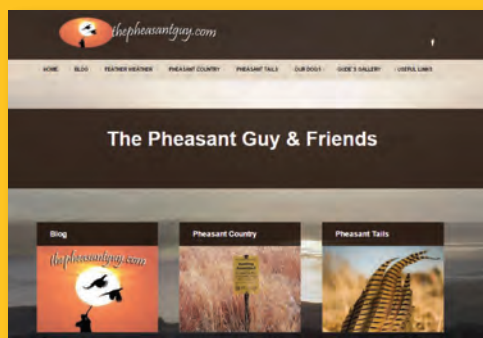 thepheasantguy.com
HOME BLOG FEATHER WEATHER PHEASANT COUNTRY PHEASANT TAILS OUR DOGS GUDE'S GALLERY USEFUL LINKS
The Pheasant Guy & Friends
Blog Pheasant Country Pheasant Tails
thepheasantguy.com